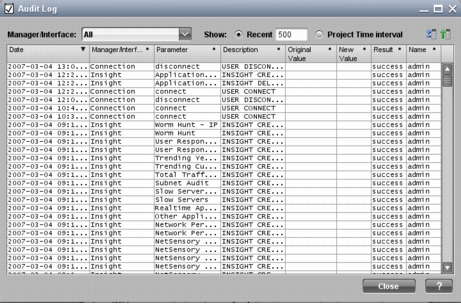 Audit Log
Manager/Interface: All Show: Recent 500 Project Time interval
Date Manager/Interf... Parameter Description Original Value New Value Result Name
2007-03-04 13:0... Connection disconnect USER DISCON... success admin
2007-03-04 12:2... Insight Application... INSIGHT CRE... success admin
2007-03-04 12:2... Insight Application... INSIGHT DEL... success admin
2007-03-04 12:2... Connection connect USER CONNECT success admin
2007-03-04 12:0... Connection disconnect USER DISCON... success admin
2007-03-04 10:4... Connection connect USER CONNECT success admin
2007-03-04 10:3... Connection connect USER CONNECT success admin
2007-03-04 09:1... Insight Worm Hunt - IP INSIGHT CRE... success admin
2007-03-04 09:1... Insight Worm Hunt INSIGHT CRE... success admin
2007-03-04 09:1... Insight User Respon... INSIGHT CRE... success admin
2007-03-04 09:1... Insight User Respon... INSIGHT CRE... success admin
2007-03-04 09:1... Insight Trending Ye... INSIGHT CRE... success admin
2007-03-04 09:1... Insight Trending Cu... INSIGHT CRE... success admin
2007-03-04 09:1... Insight Total Traff... INSIGHT CRE... success admin
2007-03-04 09:1... Insight Subnet Audit INSIGHT CRE... success admin
2007-03-04 09:1... Insight Slow Server... INSIGHT CRE... success admin
2007-03-04 09:1... Insight Slow Servers INSIGHT CRE... success admin
2007-03-04 09:1... Insight Realtime Ap... INSIGHT CRE... success admin
2007-03-04 09:1... Insight Other Appli... INSIGHT CRE... success admin
2007-03-04 09:1... Insight Network Per... INSIGHT CRE... success admin
2007-03-04 09:1... Insight Network Per... INSIGHT CRE... success admin
2007-03-04 09:1... Insight NetSensory ... INSIGHT CRE... success admin
2007-03-04 09:1... Insight NetSensory ... INSIGHT CRE... success admin
2007-03-04 09:1... Insight NetSensory ... INSIGHT CRE... success admin
Close ?